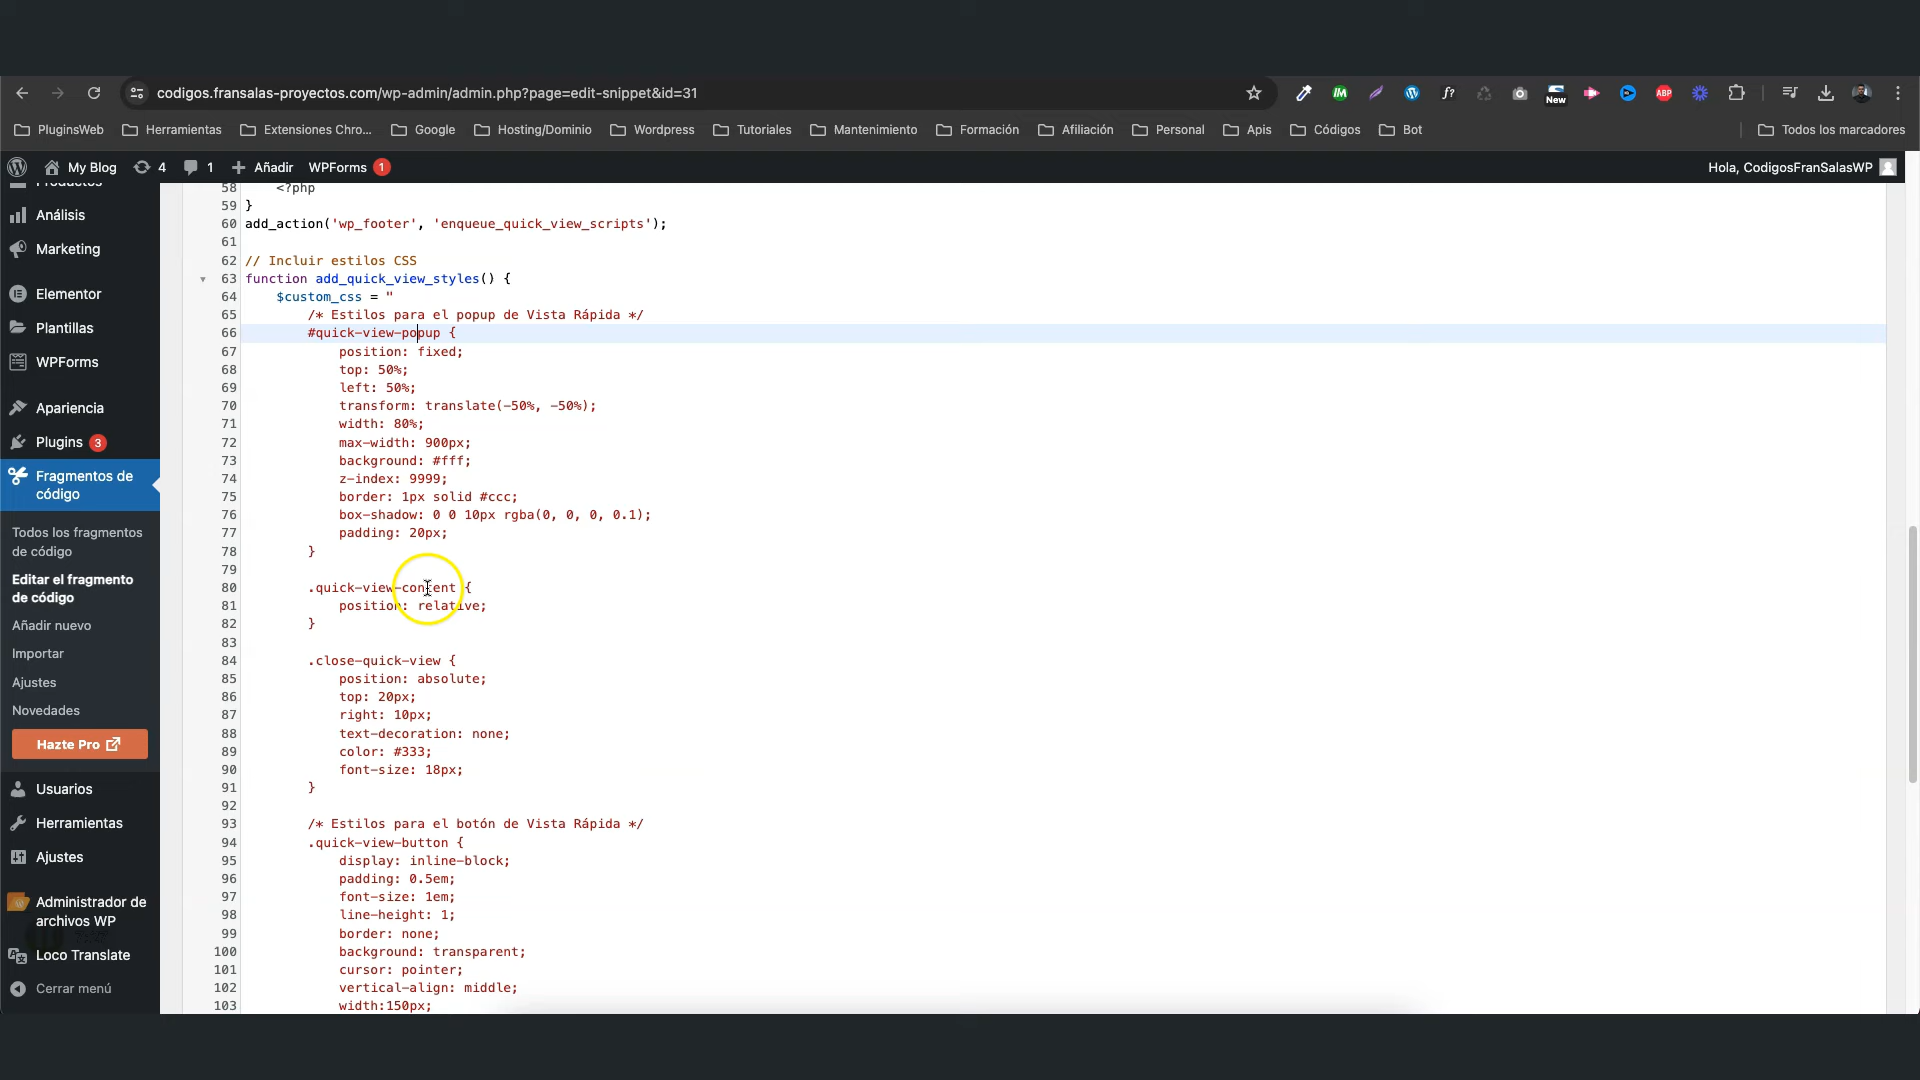 codigos.fransalas-proyectos.com/wp-admin/admin.php?page=edit-snippet&id=31
New
ABP
PluginsWeb
Herramientas
Extensiones Chro...
Google
Hosting/Dominio
Wordpress
Tutoriales
Mantenimiento
Formación
Afiliación
Personal
Apis
Códigos
Bot
Todos los marcadores
My Blog
4
1
Añadir
WPForms 1
Hola, CodigosFranSalasWP
Productos
Análisis
Marketing
Elementor
Plantillas
WPForms
Apariencia
Plugins 3
Fragmentos de
código
Todos los fragmentos
de código
Editar el fragmento
de código
Añadir nuevo
Importar
Ajustes
Novedades
Hazte Pro
Usuarios
Herramientas
Ajustes
Administrador de
archivos WP
Loco Translate
Cerrar menú
58 <?php
59 }
60 add_action('wp_footer', 'enqueue_quick_view_scripts');
61
62 // Incluir estilos CSS
63 function add_quick_view_styles() {
64 $custom_css = "
65 /* Estilos para el popup de Vista Rápida */
66 #quick-view-popup {
67 position: fixed;
68 top: 50%;
69 left: 50%;
70 transform: translate(-50%, -50%);
71 width: 80%;
72 max-width: 900px;
73 background: #fff;
74 z-index: 9999;
75 border: 1px solid #ccc;
76 box-shadow: 0 0 10px rgba(0, 0, 0, 0.1);
77 padding: 20px;
78 }
79
80 .quick-view-content {
81 position: relative;
82 }
83
84 .close-quick-view {
85 position: absolute;
86 top: 20px;
87 right: 10px;
88 text-decoration: none;
89 color: #333;
90 font-size: 18px;
91 }
92
93 /* Estilos para el botón de Vista Rápida */
94 .quick-view-button {
95 display: inline-block;
96 padding: 0.5em;
97 font-size: 1em;
98 line-height: 1;
99 border: none;
100 background: transparent;
101 cursor: pointer;
102 vertical-align: middle;
103 width:150px;